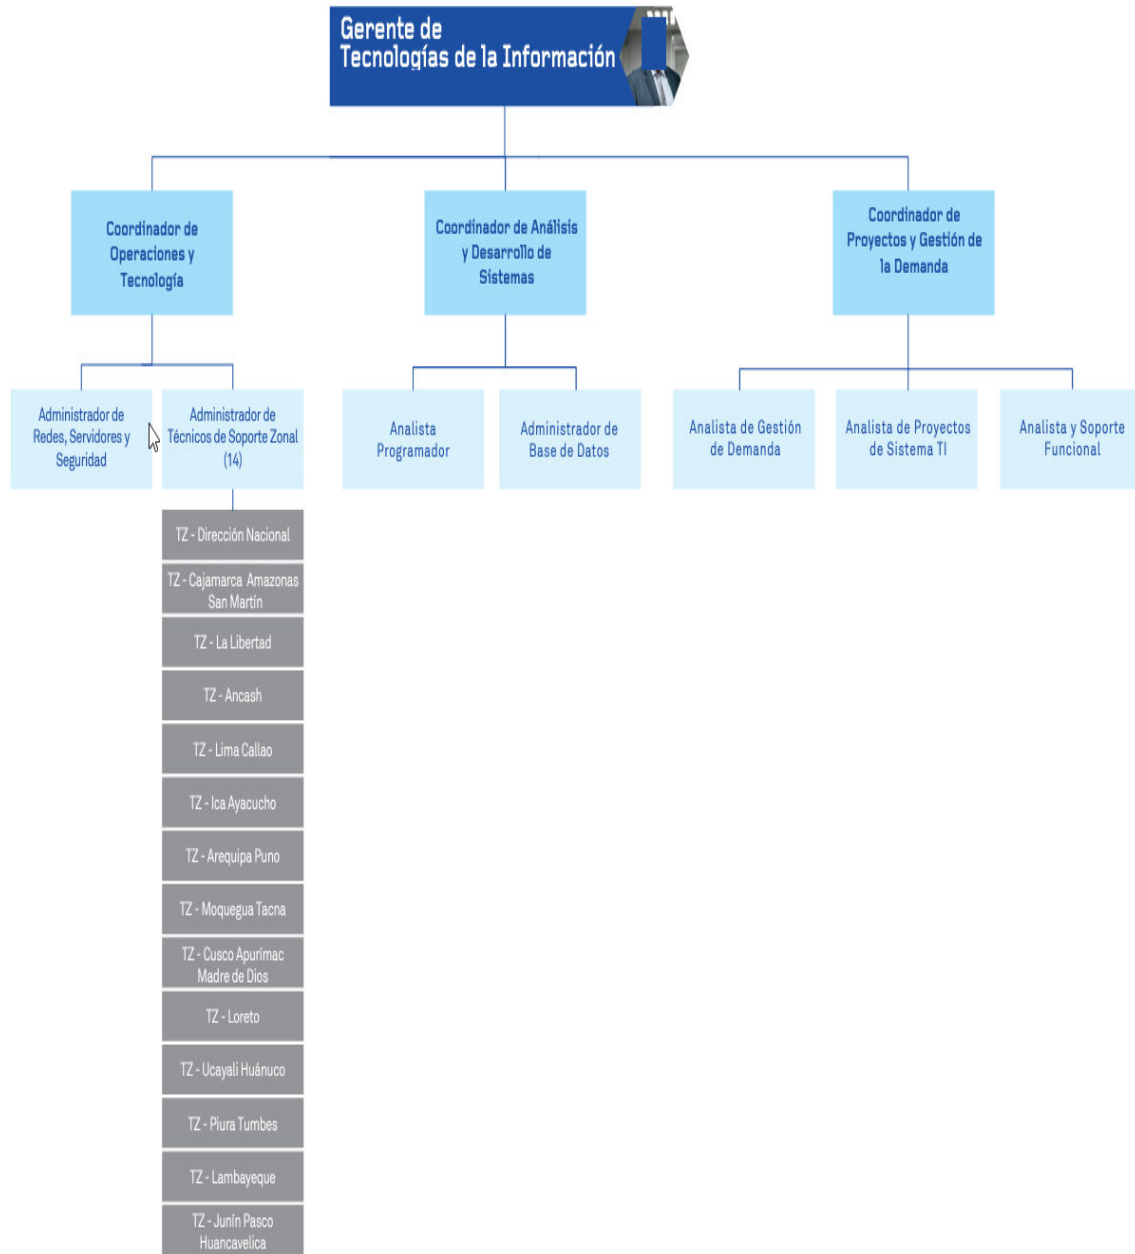 Gerente de
Tecnologías de la Información
Coordinador de
Operaciones y
Tecnología
Coordinador de Análisis
y Desarrollo de
Sistemas
Coordinador de
Proyectos y Gestión de
la Demanda
Administrador de
Redes, Servidores y
Seguridad
Administrador de
Técnicos de Soporte Zonal
(14)
Analista
Programador
Administrador de
Base de Datos
Analista de Gestión
de Demanda
Analista de Proyectos
de Sistema TI
Analista y Soporte
Funcional
TZ - Dirección Nacional
TZ - Cajamarca Amazonas
San Martín
TZ - La Libertad
TZ - Ancash
TZ - Lima Callao
TZ - Ica Ayacucho
TZ - Arequipa Puno
TZ - Moquegua Tacna
TZ - Cusco Apurímac
Madre de Dios
TZ - Loreto
TZ - Ucayali Huánuco
TZ - Piura Tumbes
TZ - Lambayeque
TZ - Junín Pasco
Huancavelica